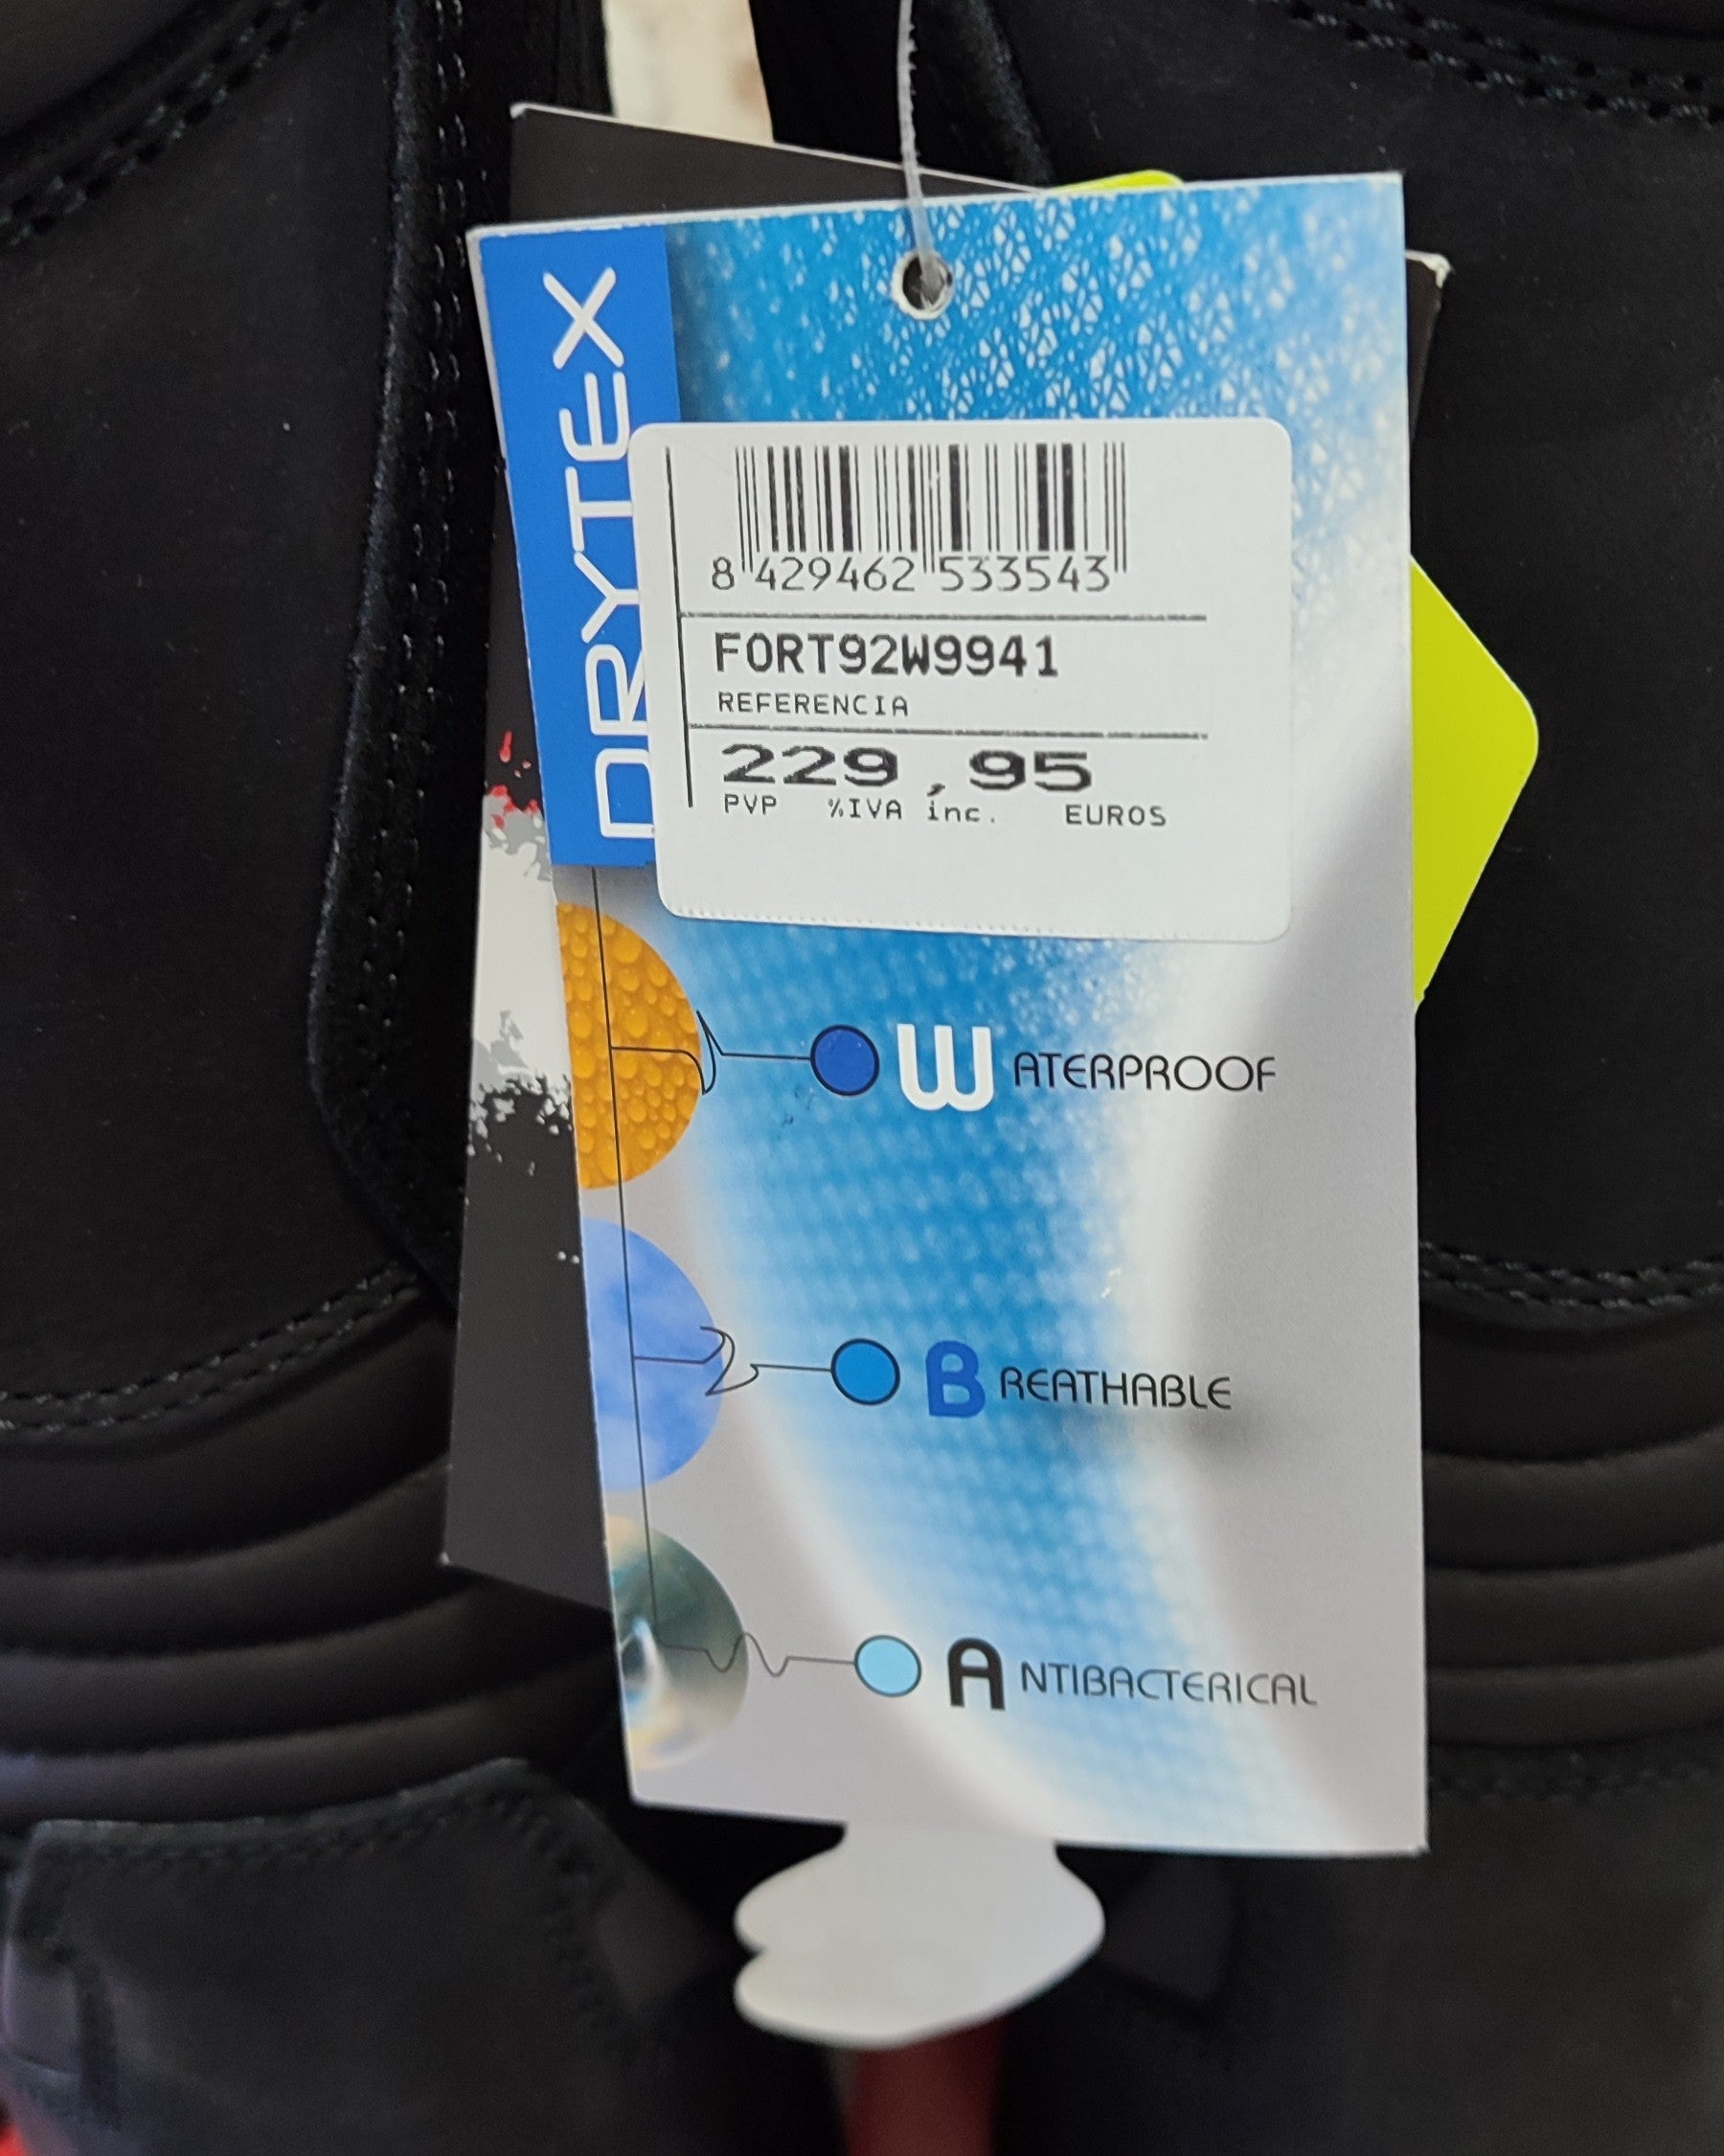 DRYTEX
8 429462 533543
FORT92W9941
REFERENCIA
229,95
PVP %IVA inc. EUROS
WATERPROOF
BREATHABLE
ANTIBACTERICAL